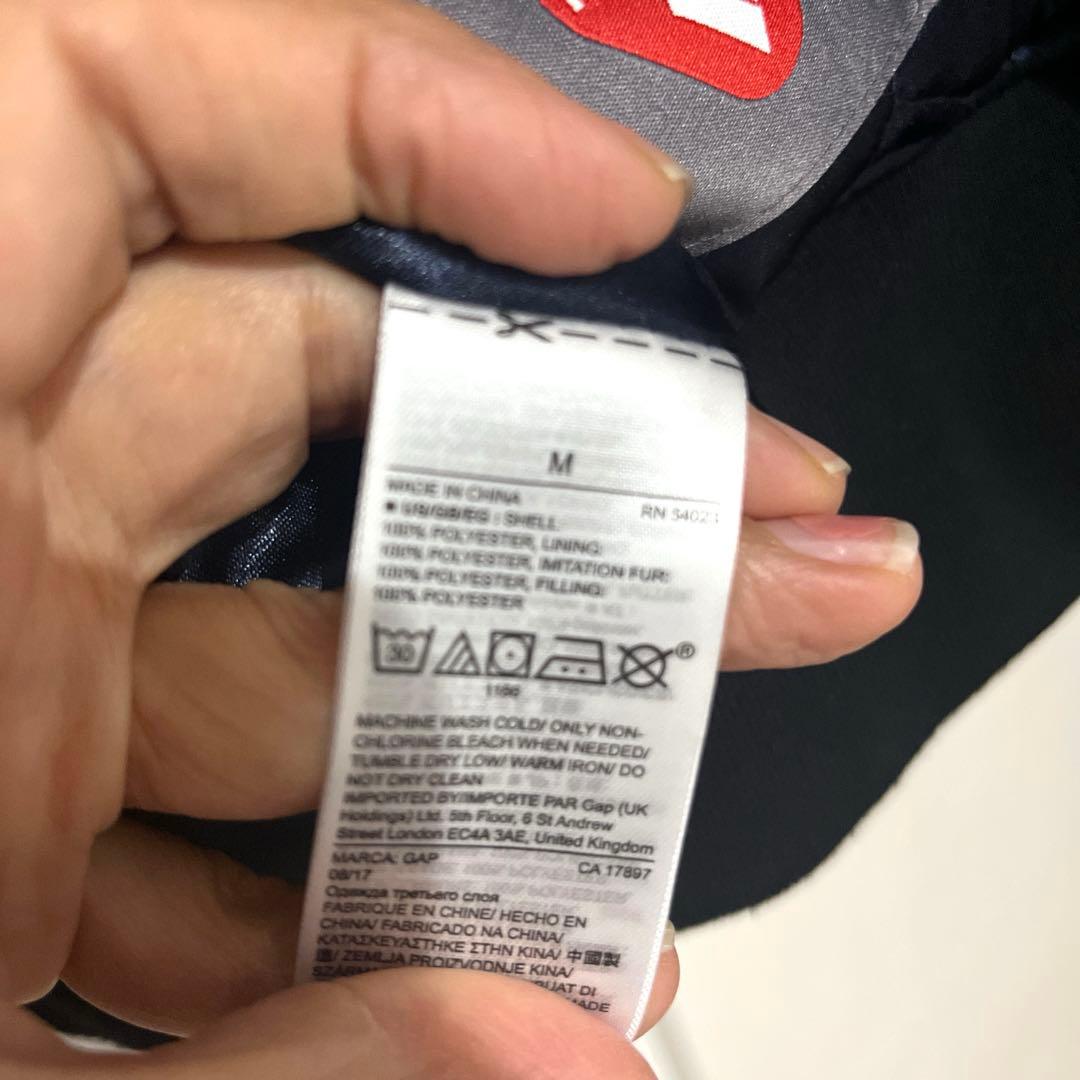 M
MADE IN CHINA
RN 54023
US/GB/EG : SHELL
100% POLYESTER, LINING:
100% POLYESTER, IMITATION FUR:
100% POLYESTER, FILLING:
100% POLYESTER
30
®
MACHINE WASH COLD/ ONLY NON-
CHLORINE BLEACH WHEN NEEDED/
TUMBLE DRY LOW/ WARM IRON/ DO
NOT DRY CLEAN
IMPORTED BY/IMPORTE PAR Gap (UK
Holdings) Ltd. 5th Floor, 6 St Andrew
Street London EC4A 3AE, United Kingdom
MARCA: GAP
CA 17897
08/17
Одежда третьего слоя
FABRIQUE EN CHINE/ HECHO EN
CHINA/ FABRICADO NA CHINA/
ΚΑΤΑΣΚΕΥΑΣΤΗΚΕ ΣΤΗΝ ΚΙΝΑ/ 中國製
造/ ZEMLJA PROIZVODNJE KINA/